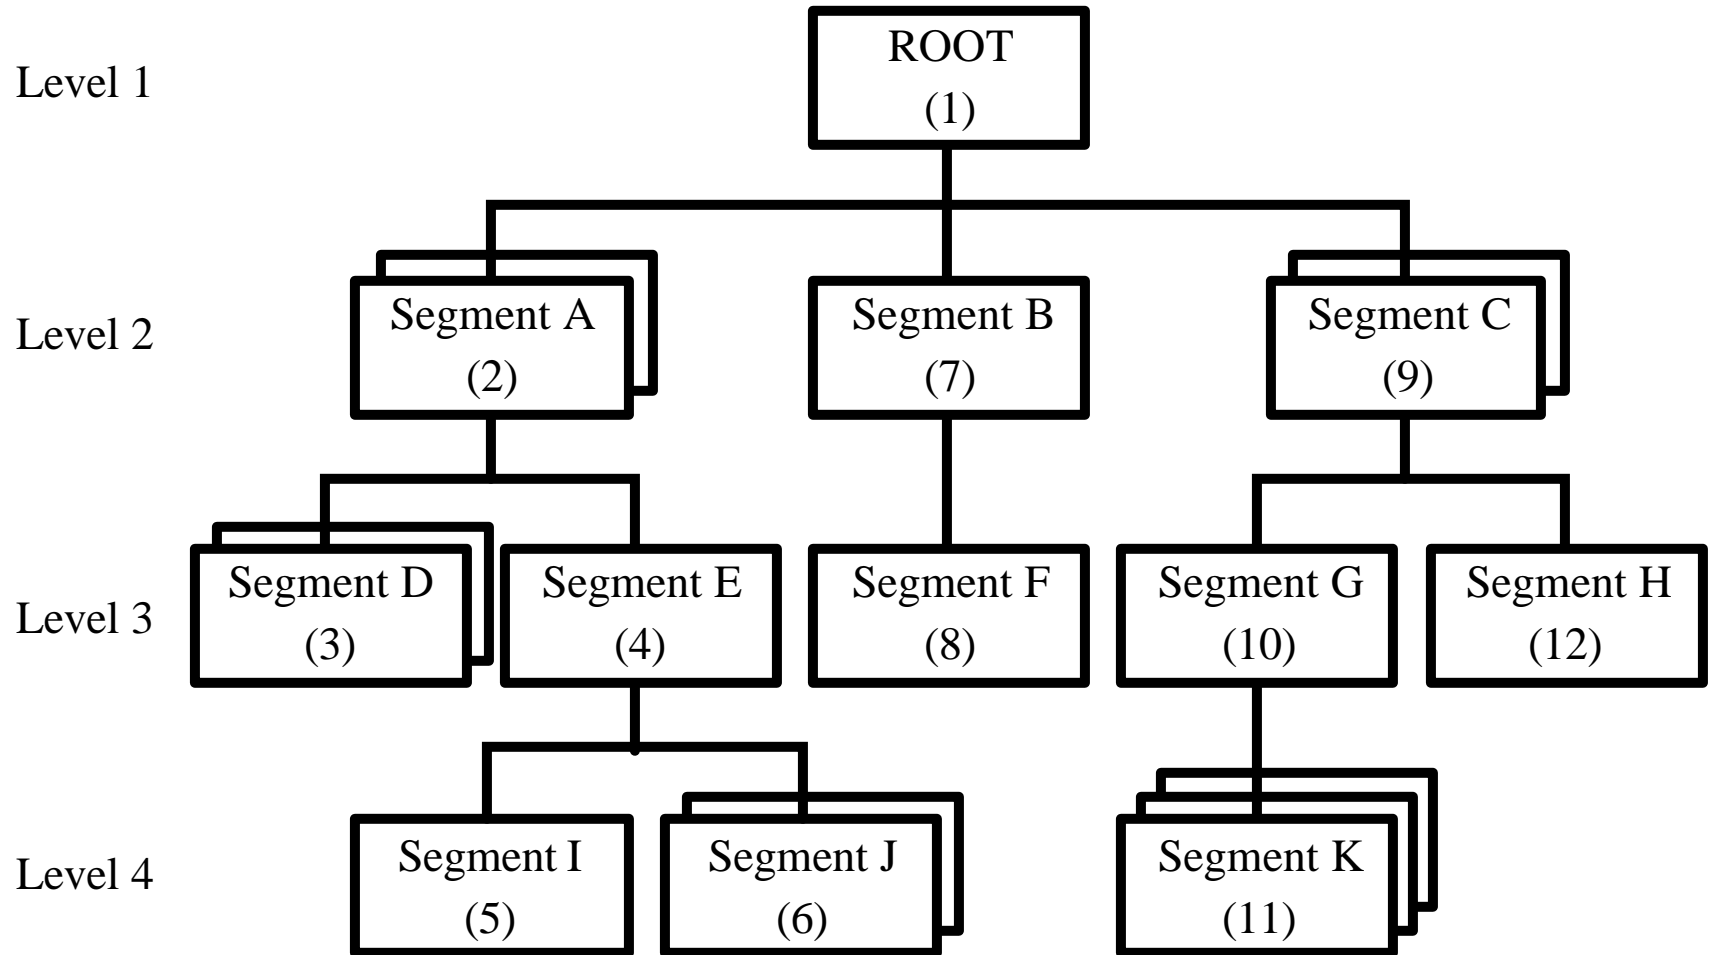 Level 1
ROOT
(1)
Level 2
Segment A
(2)
Segment B
(7)
Segment C
(9)
Level 3
Segment D
(3)
Segment E
(4)
Segment F
(8)
Segment G
(10)
Segment H
(12)
Level 4
Segment I
(5)
Segment J
(6)
Segment K
(11)